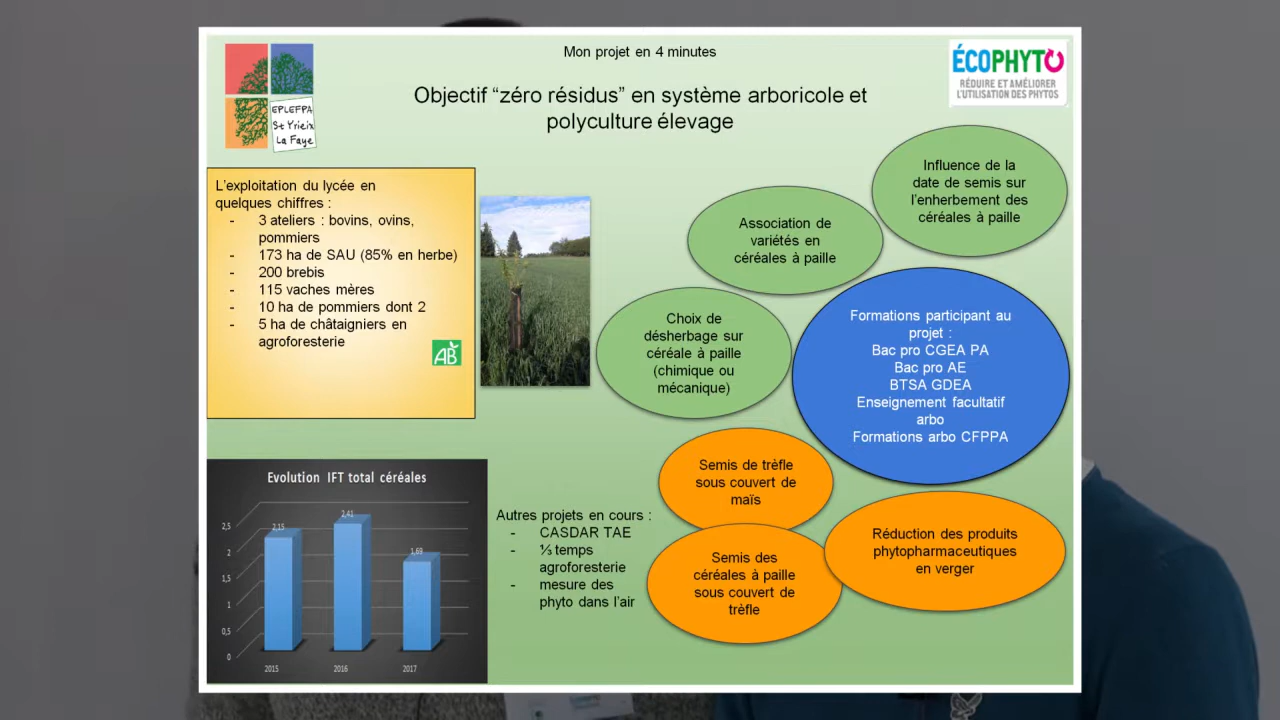 Mon projet en 4 minutes
ÉCOPHYTO
RÉDUIRE ET AMÉLIORER
L'UTILISATION DES PHYTOS
EPLEFPA
St Yrieix
La Faye
Objectif “zéro résidus” en système arboricole et
polyculture élevage
L'exploitation du lycée en
quelques chiffres :
- 3 ateliers : bovins, ovins,
pommiers
- 173 ha de SAU (85% en herbe)
- 200 brebis
- 115 vaches mères
- 10 ha de pommiers dont 2
- 5 ha de châtaigniers en
agroforesterie
AB
Influence de la
date de semis sur
l'enherbement des
céréales à paille
Association de
variétés en
céréales à paille
Choix de
désherbage sur
céréale à paille
(chimique ou
mécanique)
Formations participant au
projet :
Bac pro CGEA PA
Bac pro AE
BTSA GDEA
Enseignement facultatif
arbo
Formations arbo CFPPA
Semis de trèfle
sous couvert de
maïs
Semis des
céréales à paille
sous couvert de
trèfle
Réduction des produits
phytopharmaceutiques
en verger
Autres projets en cours :
- CASDAR TAE
- ⅓ temps
agroforesterie
- mesure des
phyto dans l'air
Evolution IFT total céréales
2,5
2
1,5
1
0,5
0
2,15
2,41
1,69
2015
2016
2017